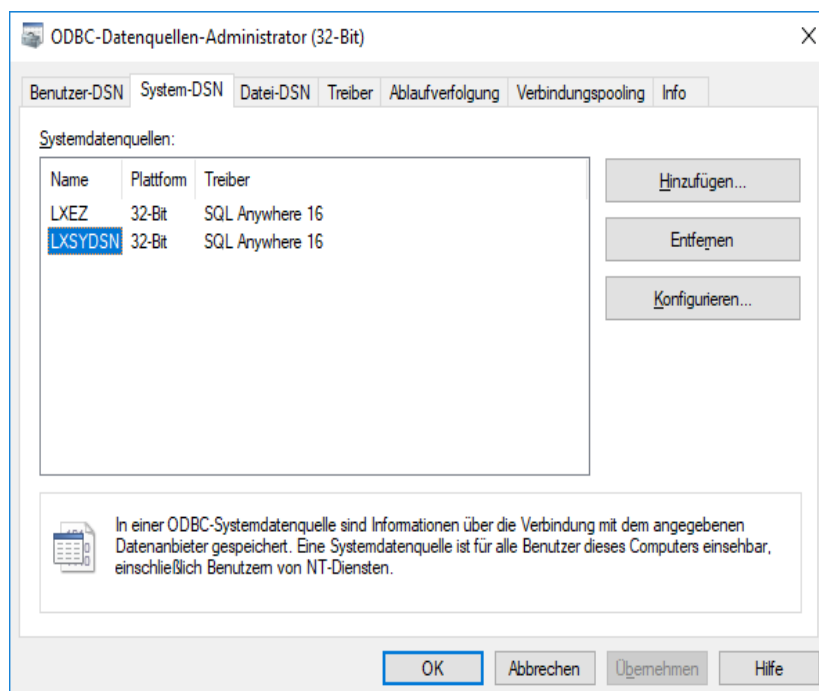 ODBC-Datenquellen-Administrator (32-Bit)
Benutzer-DSN System-DSN Datei-DSN Treiber Ablaufverfolgung Verbindungspooling Info
Systemdatenquellen:
Name Plattform Treiber
LXEZ 32-Bit SQL Anywhere 16
LXSYDSN 32-Bit SQL Anywhere 16
Hinzufügen...
Entfernen
Konfigurieren...
In einer ODBC-Systemdatenquelle sind Informationen über die Verbindung mit dem angegebenen
Datenanbieter gespeichert. Eine Systemdatenquelle ist für alle Benutzer dieses Computers einsehbar,
einschließlich Benutzern von NT-Diensten.
OK Abbrechen Übernehmen Hilfe